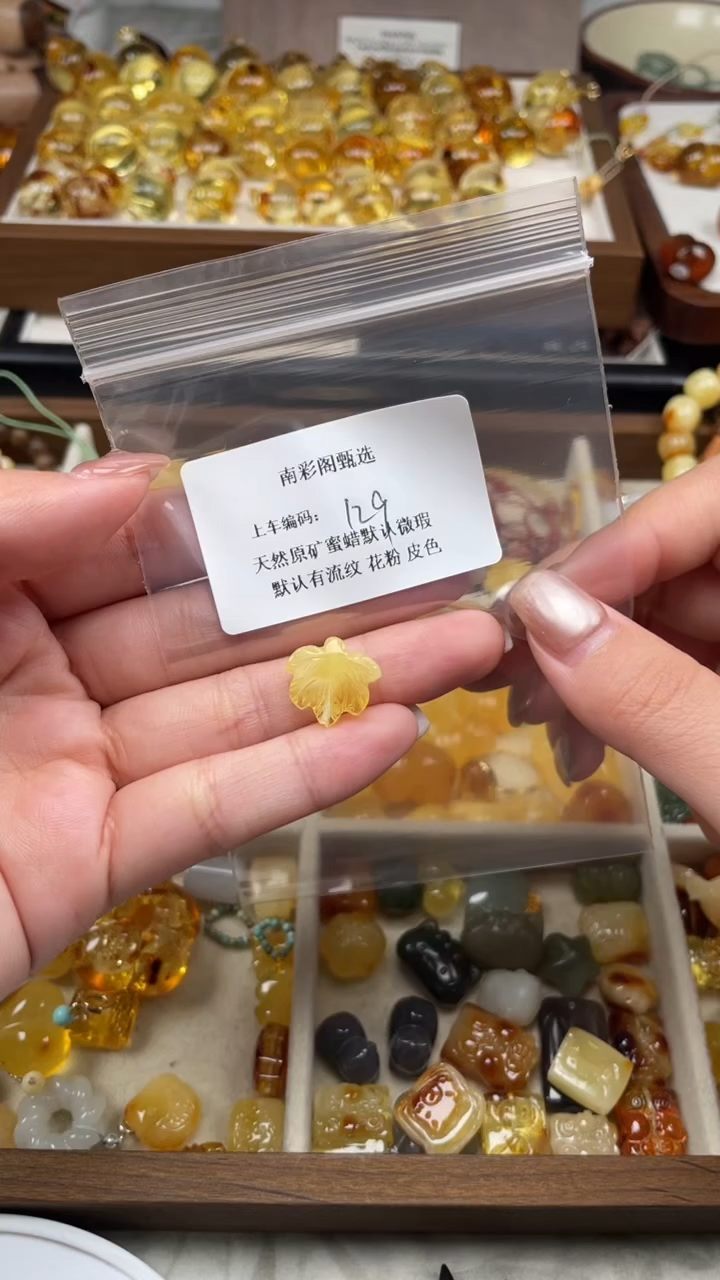 南彩阁甄选
上车编码： 129
天然原矿蜜蜡默认微瑕
默认有流纹 花粉 皮色